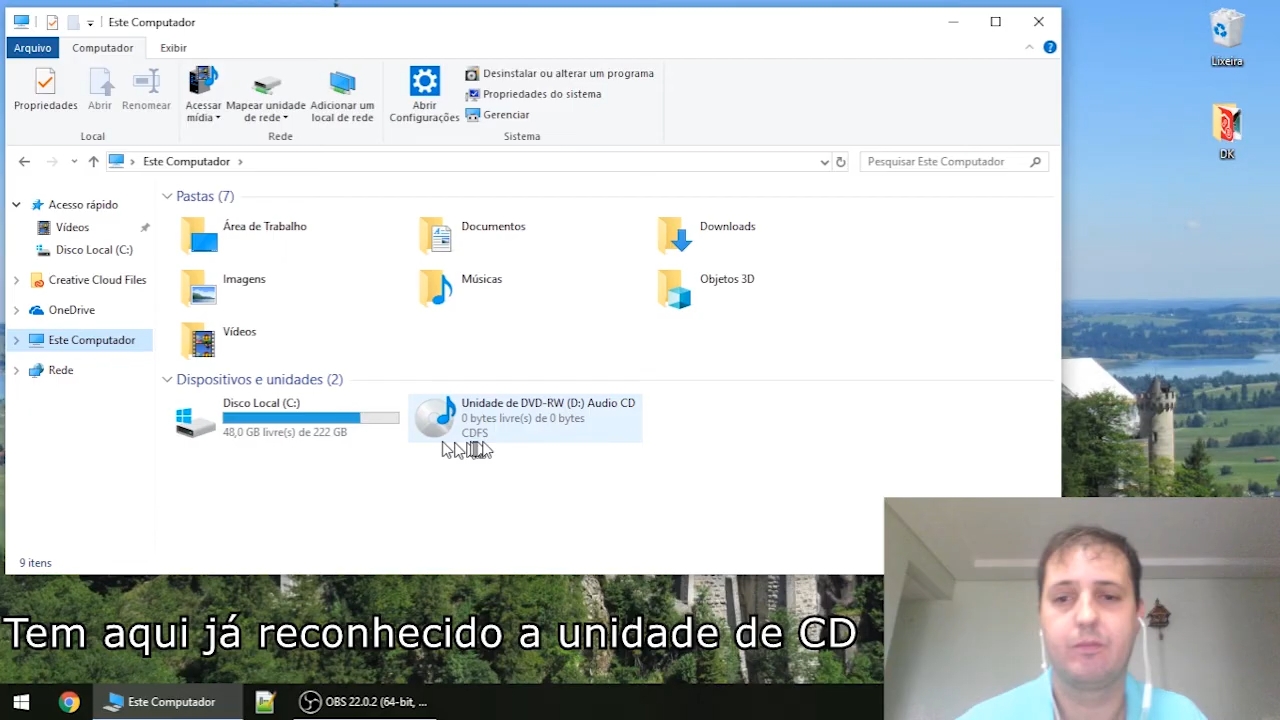 Este Computador
Arquivo
Computador
Exibir
Propriedades
Abrir
Renomear
Acessar mídia
Mapear unidade de rede
Adicionar um local de rede
Abrir Configurações
Desinstalar ou alterar um programa
Propriedades do sistema
Gerenciar
Local
Rede
Sistema
Este Computador
Pesquisar Este Computador
Acesso rápido
Vídeos
Disco Local (C:)
Creative Cloud Files
OneDrive
Este Computador
Rede
Pastas (7)
Área de Trabalho
Documentos
Downloads
Imagens
Músicas
Objetos 3D
Vídeos
Dispositivos e unidades (2)
Disco Local (C:)
48,0 GB livre(s) de 222 GB
Unidade de DVD-RW (D:) Audio CD
0 bytes livre(s) de 0 bytes
CDFS
9 itens
Lixeira
DK
Tem aqui já reconhecido a unidade de CD
Este Computador
OBS 22.0.2 (64-bit, ...